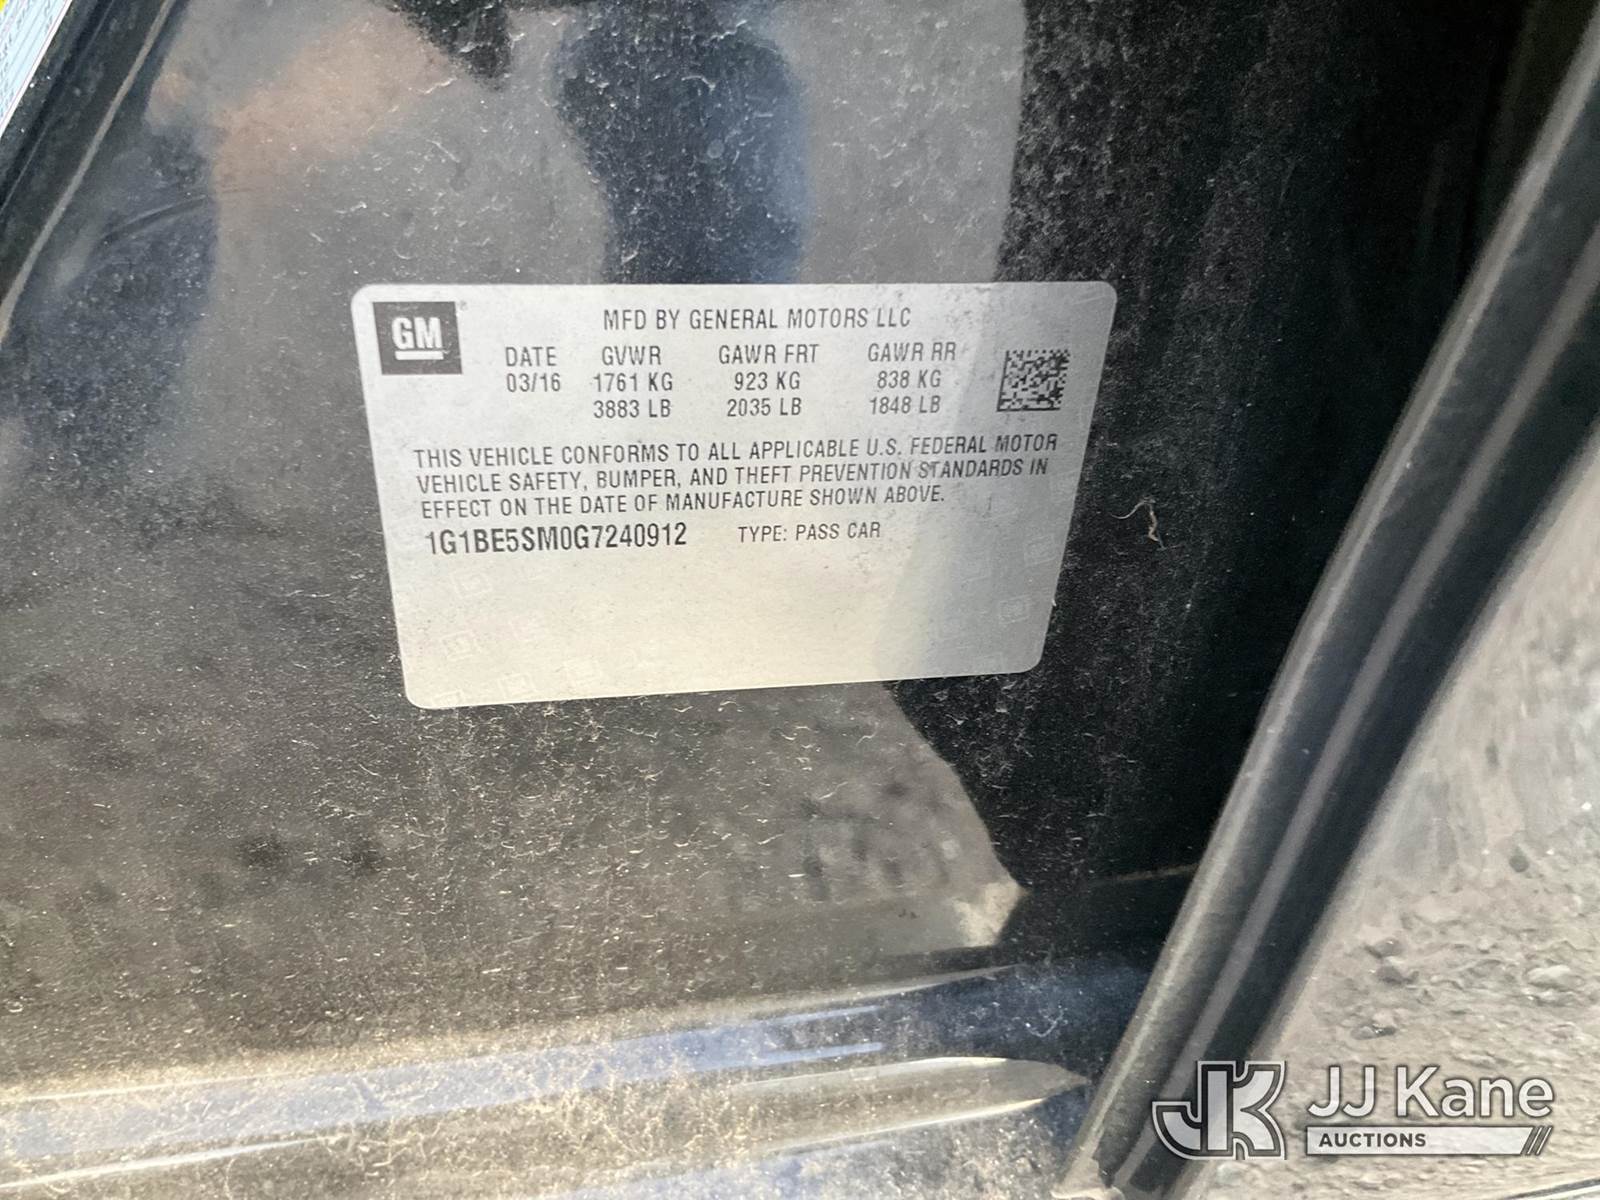 GM
MFD BY GENERAL MOTORS LLC
DATE GVWR GAWR FRT GAWR RR
03/16 1761 KG 923 KG 838 KG
3883 LB 2035 LB 1848 LB
THIS VEHICLE CONFORMS TO ALL APPLICABLE U.S. FEDERAL MOTOR
VEHICLE SAFETY, BUMPER, AND THEFT PREVENTION STANDARDS IN
EFFECT ON THE DATE OF MANUFACTURE SHOWN ABOVE.
1G1BE5SM0G7240912 TYPE: PASS CAR
JK JJ Kane
AUCTIONS